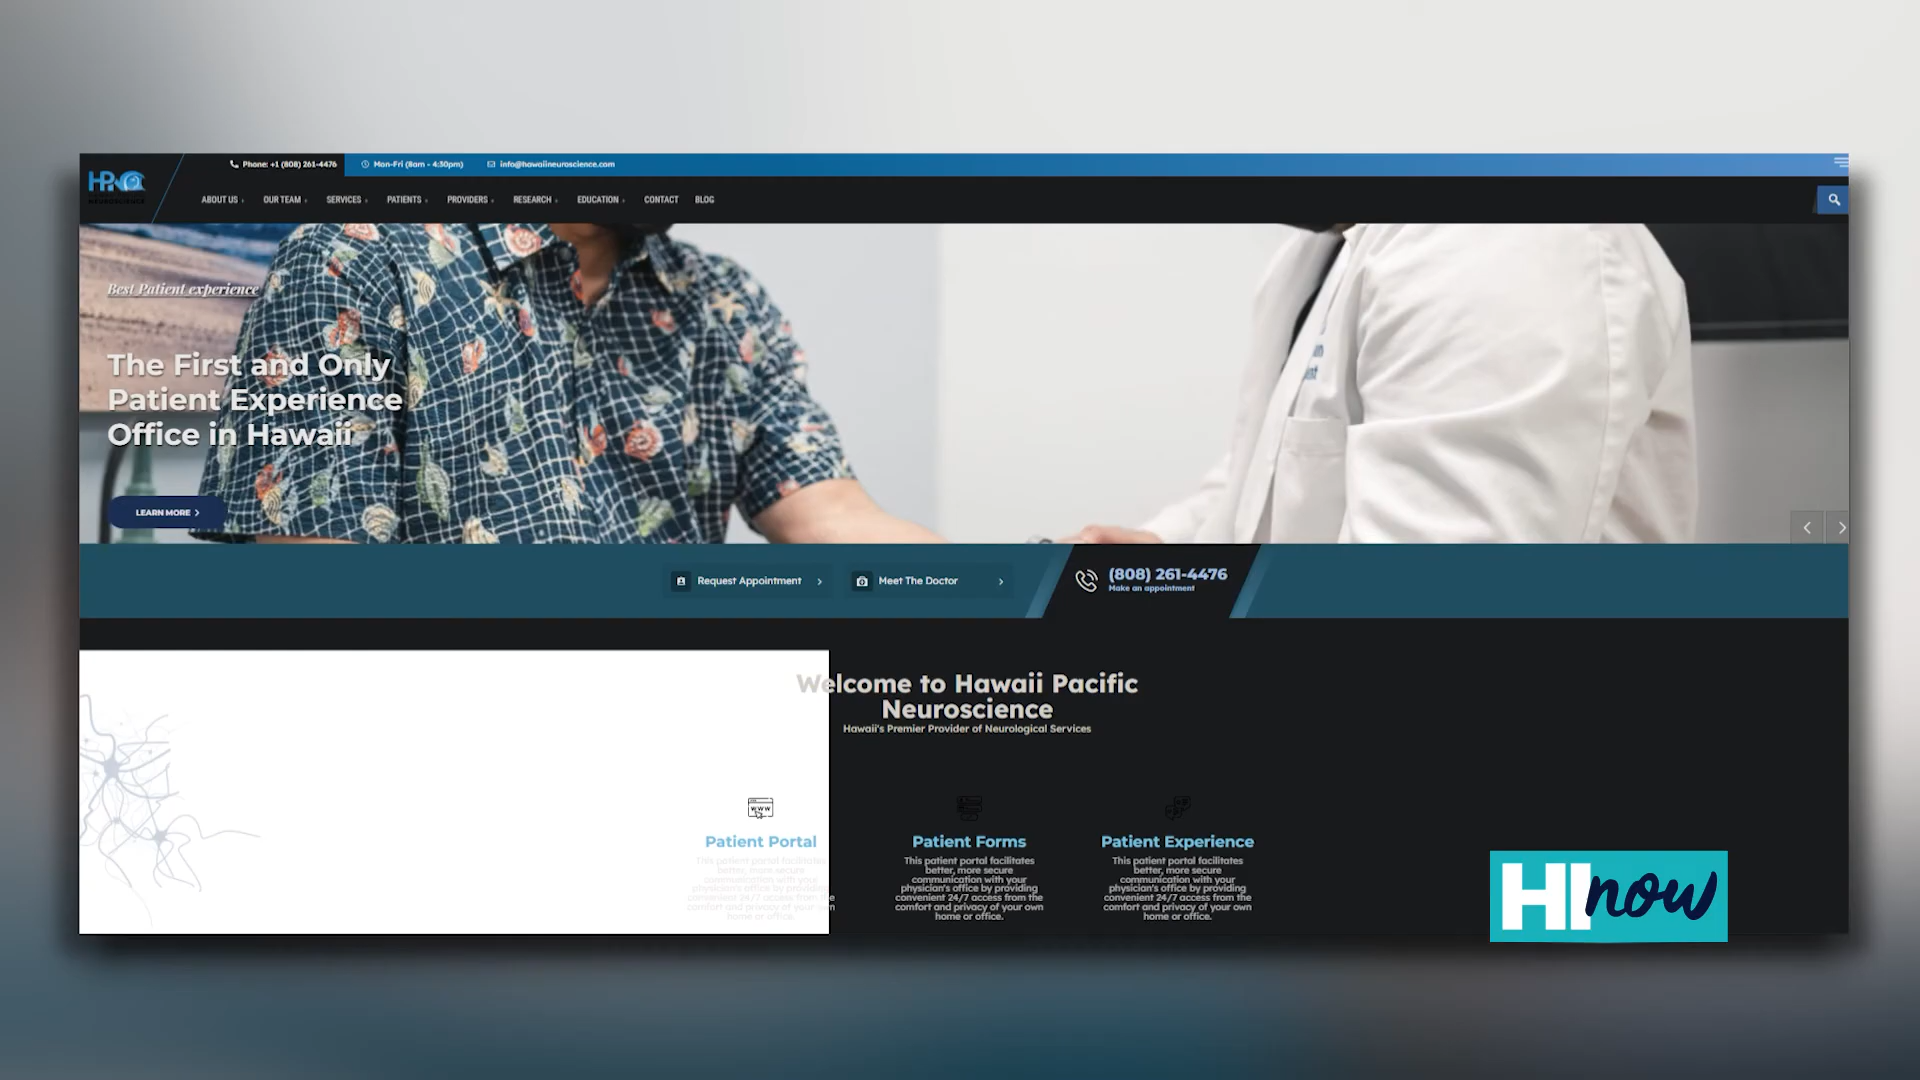 HPN
NEUROSCIENCE
Phone: +1 (808) 261-4476
Mon-Fri (8am - 4:30pm)
info@hawaiineuroscience.com
ABOUT US
OUR TEAM
SERVICES
PATIENTS
PROVIDERS
RESEARCH
EDUCATION
CONTACT
BLOG
Best Patient experience
The First and Only
Patient Experience
Office in Hawaii
LEARN MORE
Request Appointment
Meet The Doctor
(808) 261-4476
Make an appointment
Welcome to Hawaii Pacific
Neuroscience
Hawaii's Premier Provider of Neurological Services
www
Patient Portal
This patient portal facilitates
better, more secure
communication with your
physician's office by providing
convenient 24/7 access from the
comfort and privacy of your own
home or office.
Patient Forms
This patient portal facilitates
better, more secure
communication with your
physician's office by providing
convenient 24/7 access from the
comfort and privacy of your own
home or office.
Patient Experience
This patient portal facilitates
better, more secure
communication with your
physician's office by providing
convenient 24/7 access from the
comfort and privacy of your own
home or office.
HI now